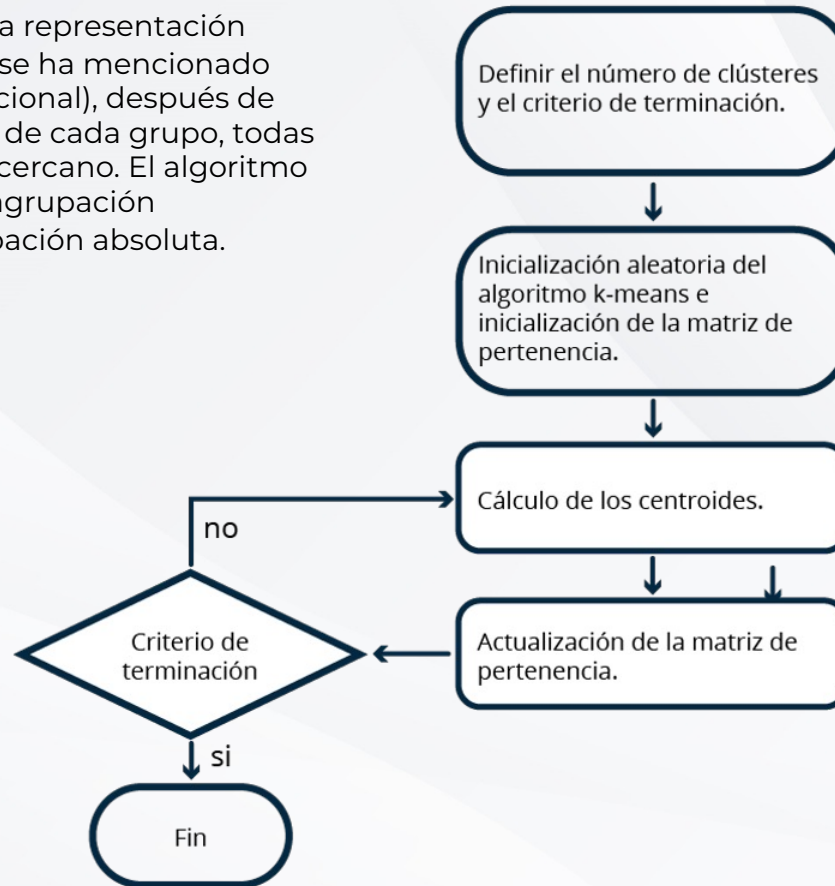 a representación
se ha mencionado
cional), después de
de cada grupo, todas
cercano. El algoritmo
agrupación
pación absoluta.
Definir el número de clústeres
y el criterio de terminación.
Inicialización aleatoria del
algoritmo k-means e
inicialización de la matriz de
pertenencia.
Cálculo de los centroides.
no
Actualización de la matriz de
pertenencia.
Criterio de
terminación
si
Fin